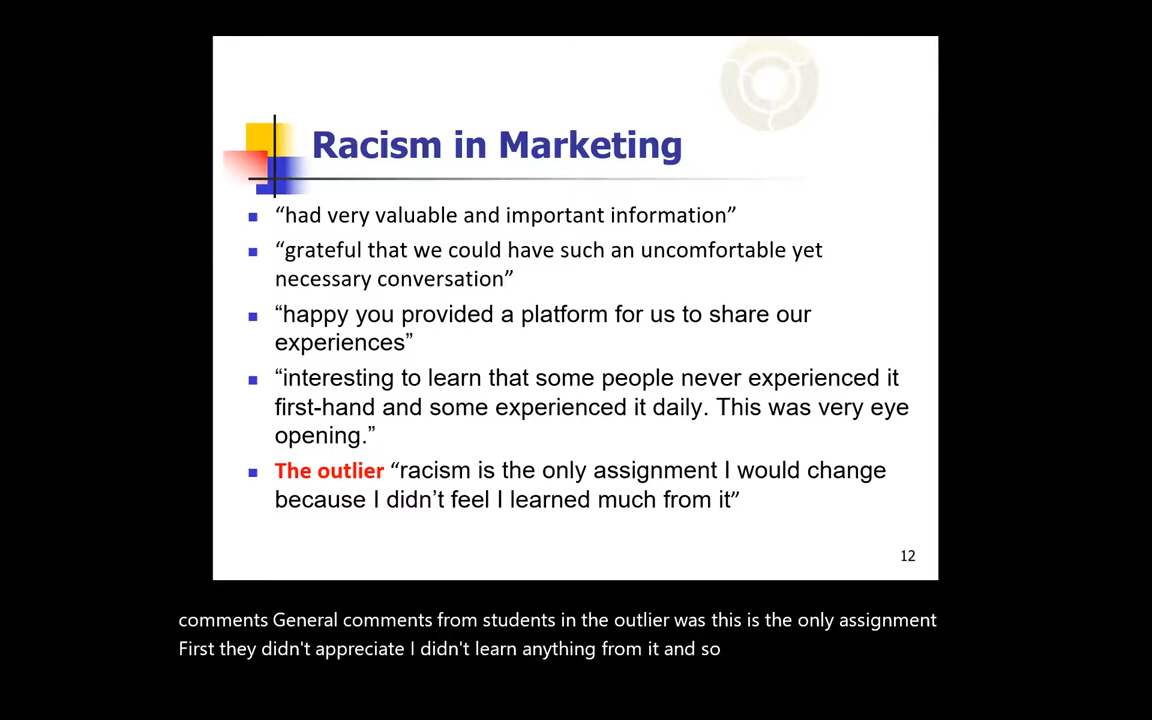 Racism in Marketing
“had very valuable and important information”
“grateful that we could have such an uncomfortable yet
necessary conversation”
“happy you provided a platform for us to share our
experiences”
“interesting to learn that some people never experienced it
first-hand and some experienced it daily. This was very eye
opening.”
The outlier “racism is the only assignment I would change
because I didn’t feel I learned much from it”
12
comments General comments from students in the outlier was this is the only assignment
First they didn't appreciate I didn't learn anything from it and so